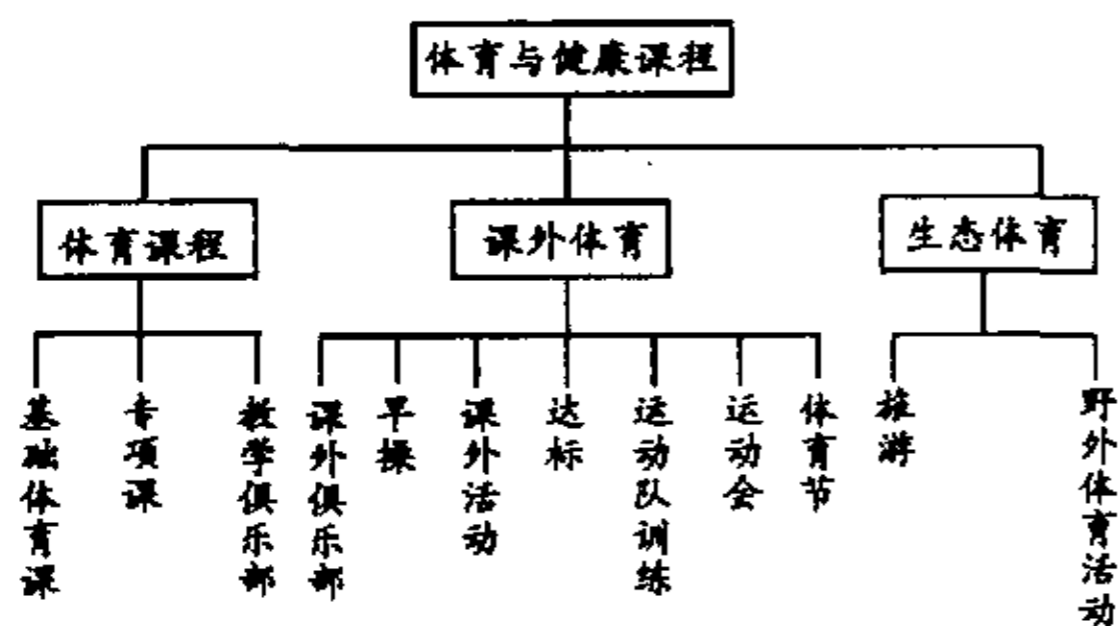 体育与健康课程
体育课程
课外体育
生态体育
基础体育课
专项课
教学俱乐部
课外俱乐部
早操
课外活动
达标
运动队训练
运动会
体育节
旅游
野外体育活动